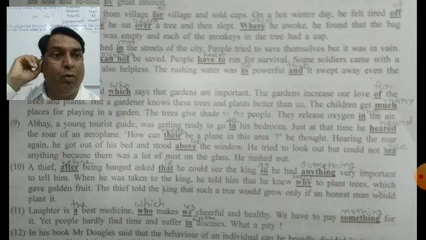 by great interest
from village for village and sold caps. On a hot winter day, he felt tired off
he sat over a tree and then slept. Where he awoke, he found that the bag
was empty and each of the monkeys in the tree had a cap.
in the streets of the city. People tried to save themselves but it was in vain.
can not be saved. People have to run for survival. Some soldiers came with a
also helpless. The rushing water was as powerful and it swept away even the
which says that gardens are important. The gardens increase our love of the
trees and plants. But a gardener knows these trees and plants better than us. The children get much
places for playing in a garden. The trees give shade to the people. They release oxygen in the air
(9) Abhay, a young tourist guide, was getting ready to go in his bedroom. Just at that time he heared
the roar of an aeroplane. 'How can their be a plane in this area ?' he thought. Hearing the roar
again, he got out of his bed and stood above the window. He tried to look out but could not see
anything because there was lot of mist on the glass. He rushed out.
as something
(10) A thief, after being hanged asked that he could see the king so he had anything very important
to tell him. When he was taken to the king, he told him that he knew why to plant trees, which
gave golden fruit. The thief told the king that such a tree would grow only if an honest man would
plant it.
the which us nothing
(11) Laughter is a best medicine, who makes we cheerful and healthy. We have to pay something for
it. Yet people hardly find time and suffer in diseases. What a pity !
(12) In his book Mr Dougles said that the behaviour of an individual can be broadly